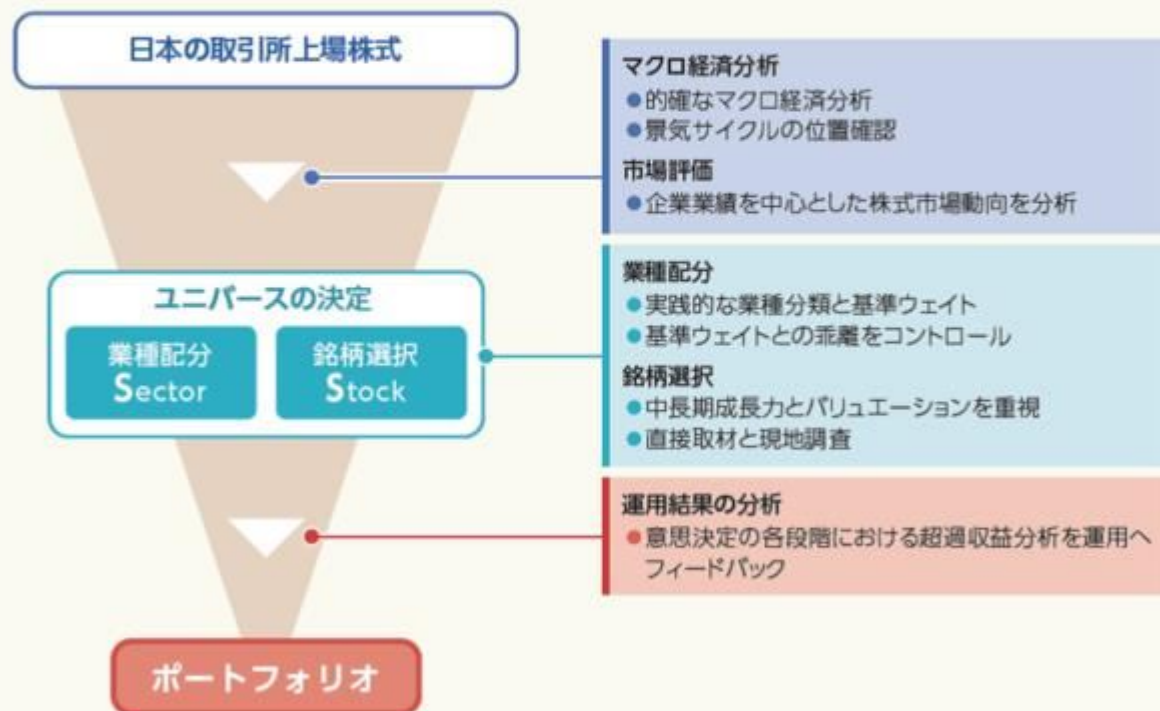 日本の取引所上場株式
マクロ経済分析
●的確なマクロ経済分析
●景気サイクルの位置確認
市場評価
●企業業績を中心とした株式市場動向を分析
ユニバースの決定
業種配分
Sector
銘柄選択
Stock
業種配分
●実践的な業種分類と基準ウェイト
●基準ウェイトとの乖離をコントロール
銘柄選択
●中長期成長力とバリュエーションを重視
●直接取材と現地調査
運用結果の分析
●意思決定の各段階における超過収益分析を運用へ
フィードバック
ポートフォリオ